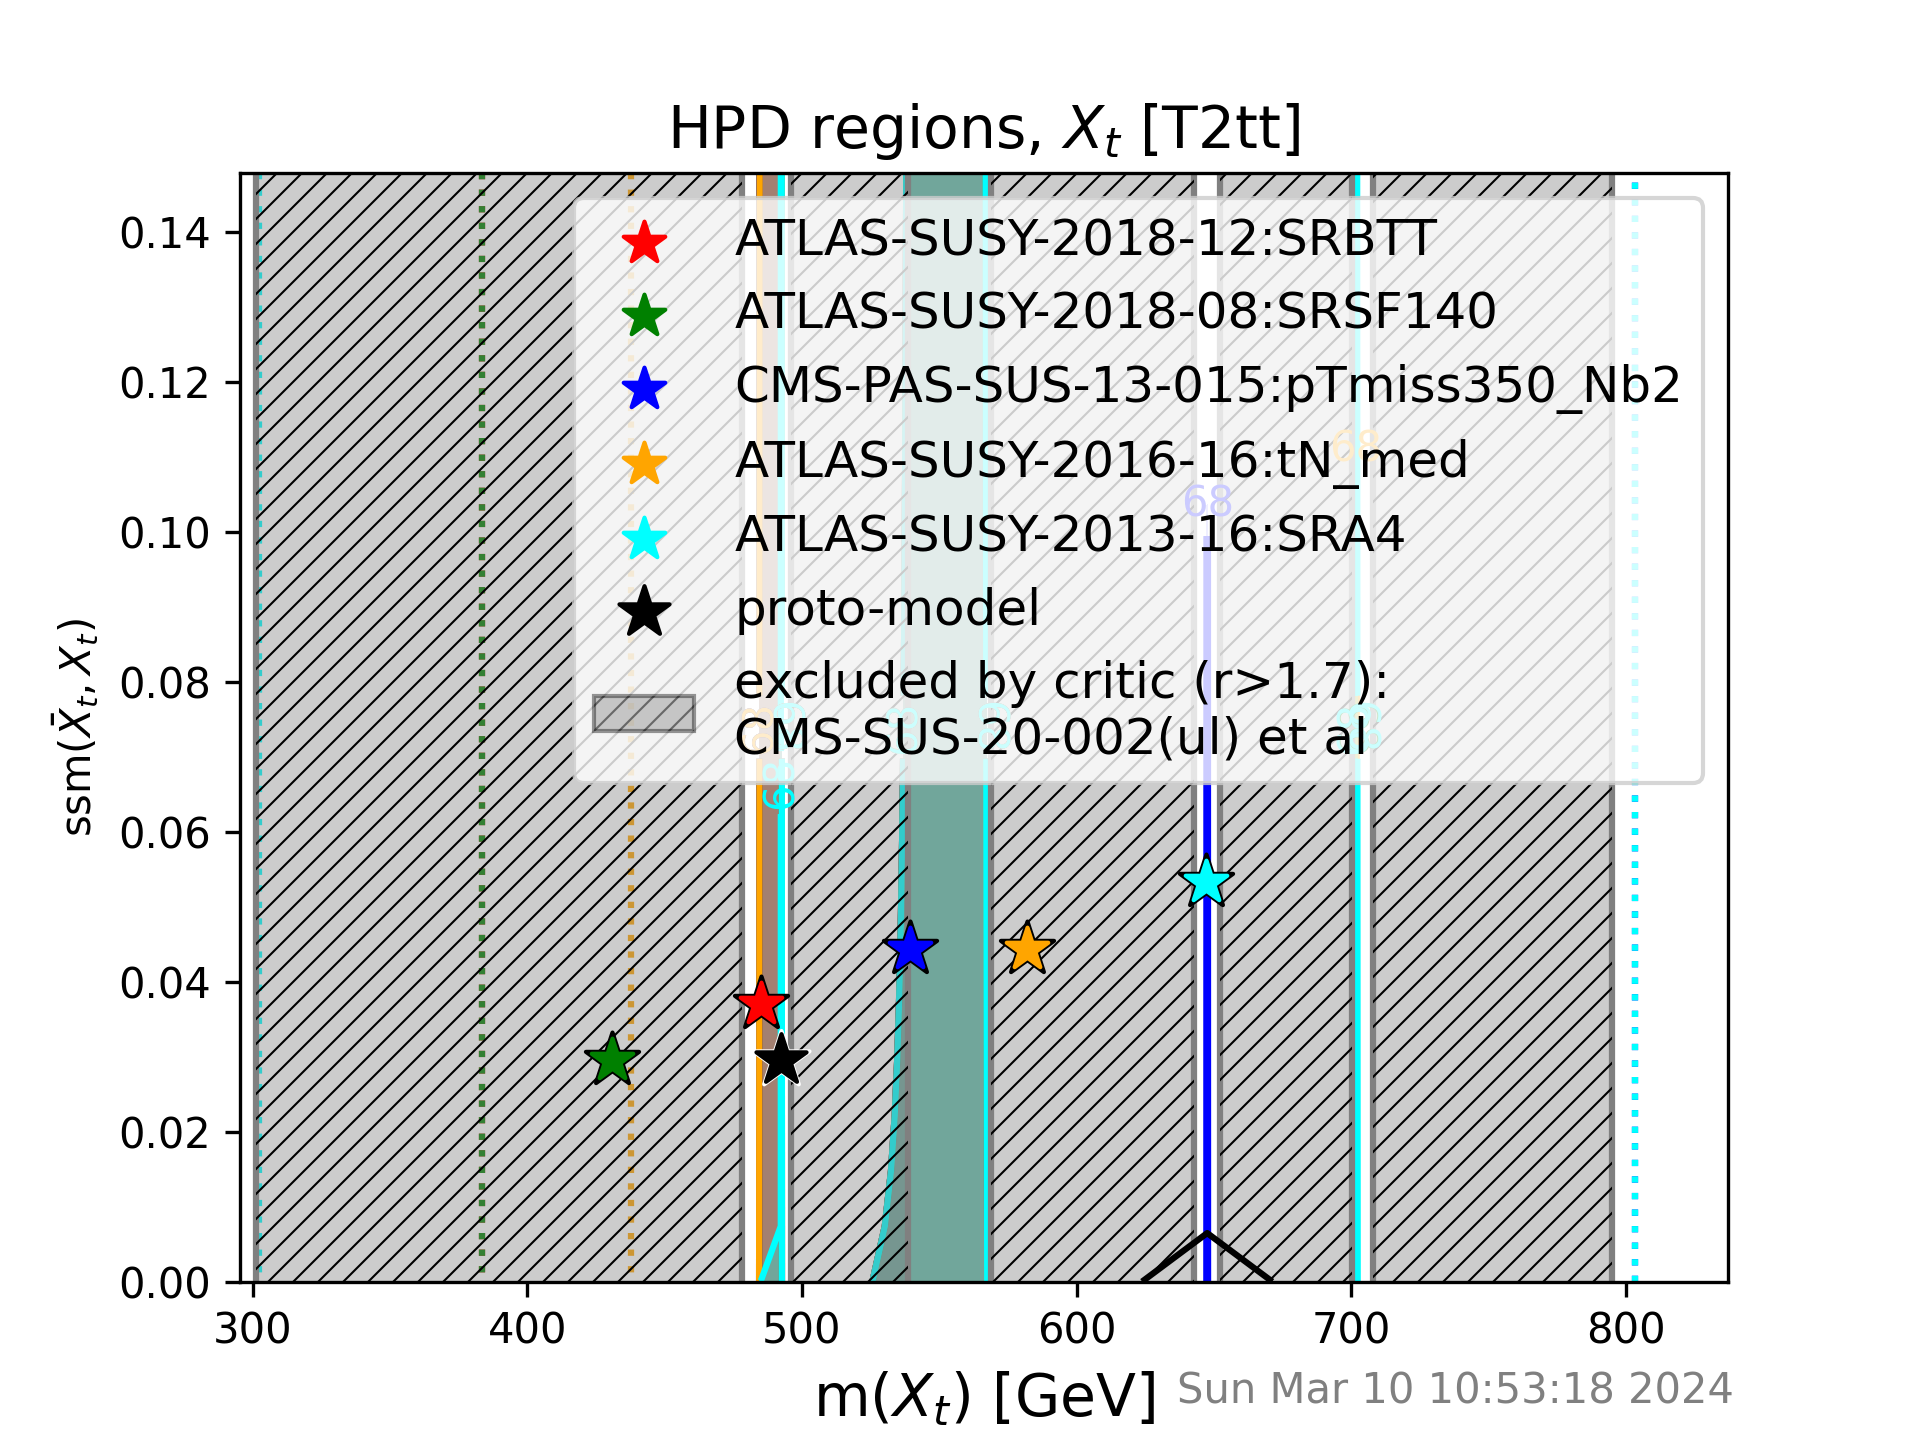 HPD regions, X_t [T2tt]
ATLAS-SUSY-2018-12:SRBTT
ATLAS-SUSY-2018-08:SRSF140
CMS-PAS-SUS-13-015:pTmiss350_Nb2
ATLAS-SUSY-2016-16:tN_med
ATLAS-SUSY-2013-16:SRA4
proto-model
excluded by critic (r>1.7):
CMS-SUS-20-002(ul) et al
68
68
ssm(X̄_t, X_t)
0.14
0.12
0.10
0.08
0.06
0.04
0.02
0.00
300 400 500 600 700 800
m(X_t) [GeV]
Sun Mar 10 10:53:18 2024